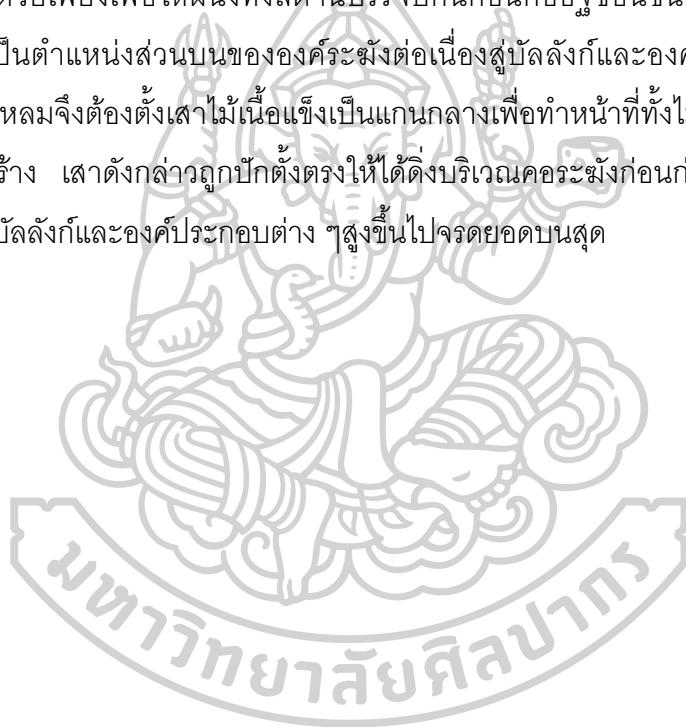 เป็นตำแหน่งส่วนบนขององค์ระฆังต่อเนื่องสู่บัลลังก์และองค์
หลมจึงต้องตั้งเสาไม้เนื้อแข็งเป็นแกนกลางเพื่อทำหน้าที่ทั้ง
ร้าง เสาดังกล่าวถูกปักตั้งตรงให้ได้ดิ่งบริเวณคอระฆังก่อน
บัลลังก์และองค์ประกอบต่าง ๆสูงขึ้นไปจรดยอดบนสุด
มหาวิทยาลัยศิลปากร